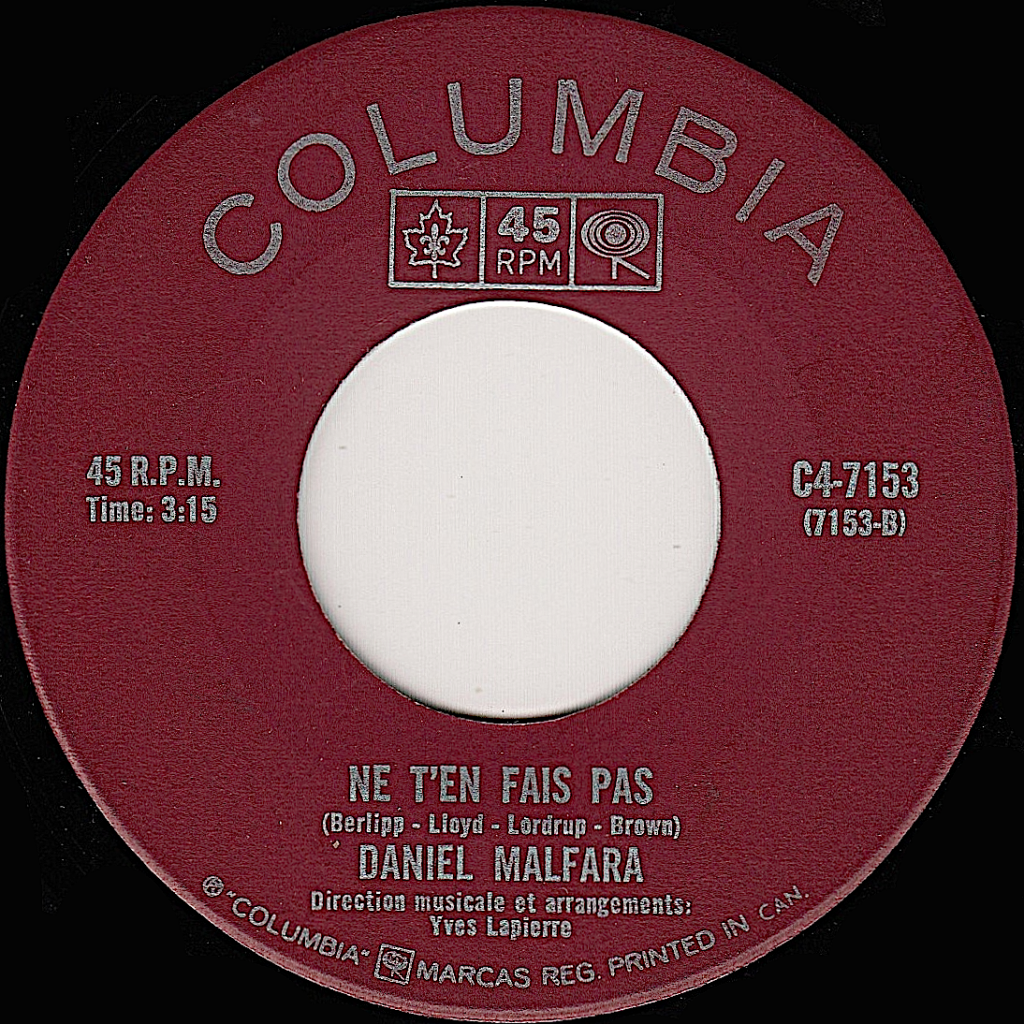 COLUMBIA
45
RPM
45 R.P.M.
Time: 3:15
C4-7153
(7153-B)
NE T'EN FAIS PAS
(Berlipp - Lloyd - Lordrup - Brown)
DANIEL MALFARA
Direction musicale et arrangements:
Yves Lapierre
Ⓡ "COLUMBIA" MARCAS REG. PRINTED IN CAN.